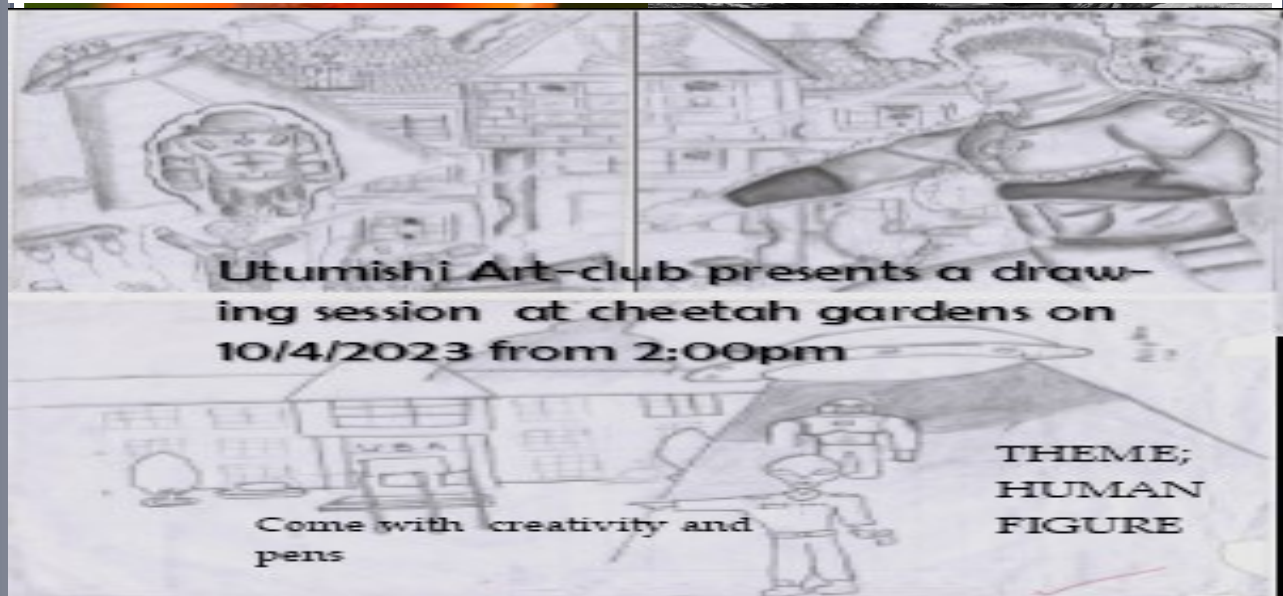 Utumishi Art-club presents a draw-
ing session at cheetah gardens on
10/4/2023 from 2:00pm
THEME;
HUMAN
FIGURE
Come with creativity and
pens